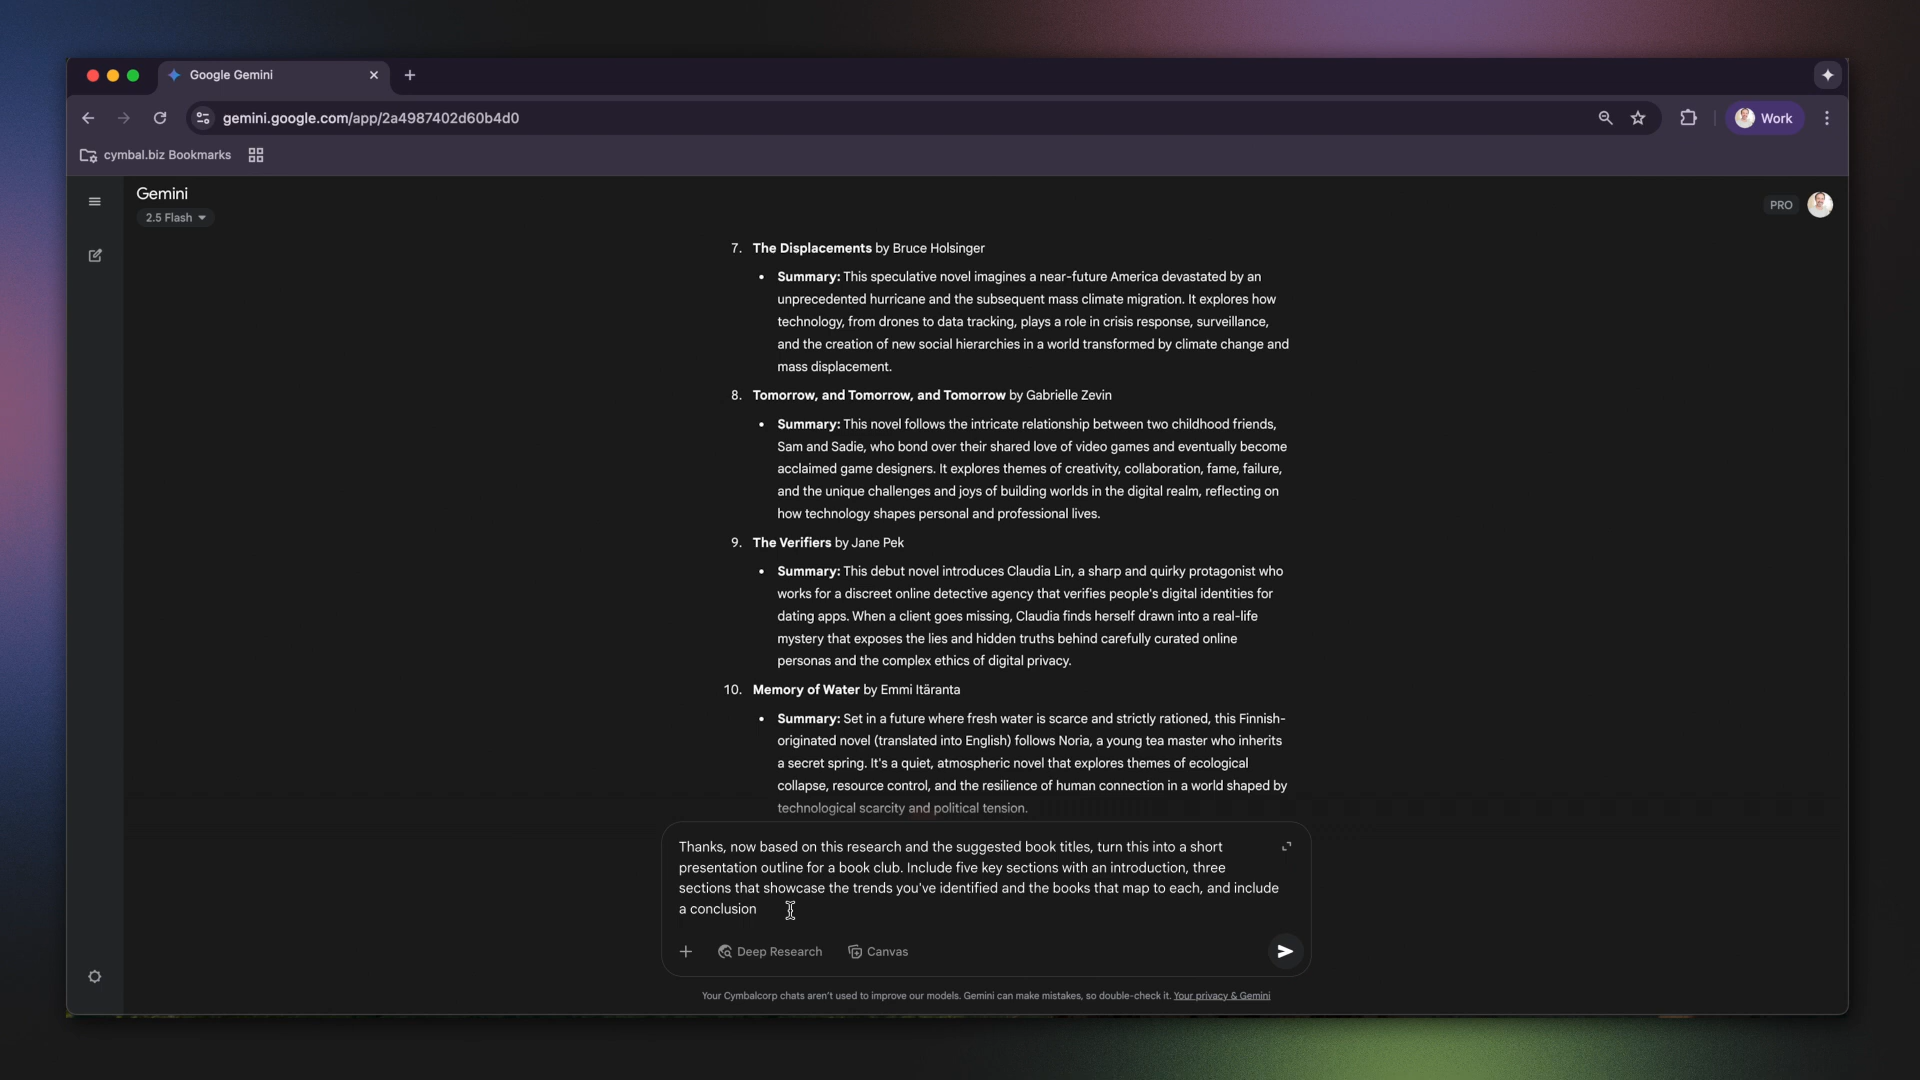 Google Gemini
gemini.google.com/app/2a4987402d60b4d0
Work
cymbal.biz Bookmarks
Gemini
2.5 Flash
PRO
7. The Displacements by Bruce Holsinger
• Summary: This speculative novel imagines a near-future America devastated by an
unprecedented hurricane and the subsequent mass climate migration. It explores how
technology, from drones to data tracking, plays a role in crisis response, surveillance,
and the creation of new social hierarchies in a world transformed by climate change and
mass displacement.
8. Tomorrow, and Tomorrow, and Tomorrow by Gabrielle Zevin
• Summary: This novel follows the intricate relationship between two childhood friends,
Sam and Sadie, who bond over their shared love of video games and eventually become
acclaimed game designers. It explores themes of creativity, collaboration, fame, failure,
and the unique challenges and joys of building worlds in the digital realm, reflecting on
how technology shapes personal and professional lives.
9. The Verifiers by Jane Pek
• Summary: This debut novel introduces Claudia Lin, a sharp and quirky protagonist who
works for a discreet online detective agency that verifies people's digital identities for
dating apps. When a client goes missing, Claudia finds herself drawn into a real-life
mystery that exposes the lies and hidden truths behind carefully curated online
personas and the complex ethics of digital privacy.
10. Memory of Water by Emmi Itäranta
• Summary: Set in a future where fresh water is scarce and strictly rationed, this Finnish-
originated novel (translated into English) follows Noria, a young tea master who inherits
a secret spring. It's a quiet, atmospheric novel that explores themes of ecological
collapse, resource control, and the resilience of human connection in a world shaped by
technological scarcity and political tension.
Thanks, now based on this research and the suggested book titles, turn this into a short
presentation outline for a book club. Include five key sections with an introduction, three
sections that showcase the trends you've identified and the books that map to each, and include
a conclusion
Deep Research
Canvas
Your Cymbalcorp chats aren't used to improve our models. Gemini can make mistakes, so double-check it. Your privacy & Gemini